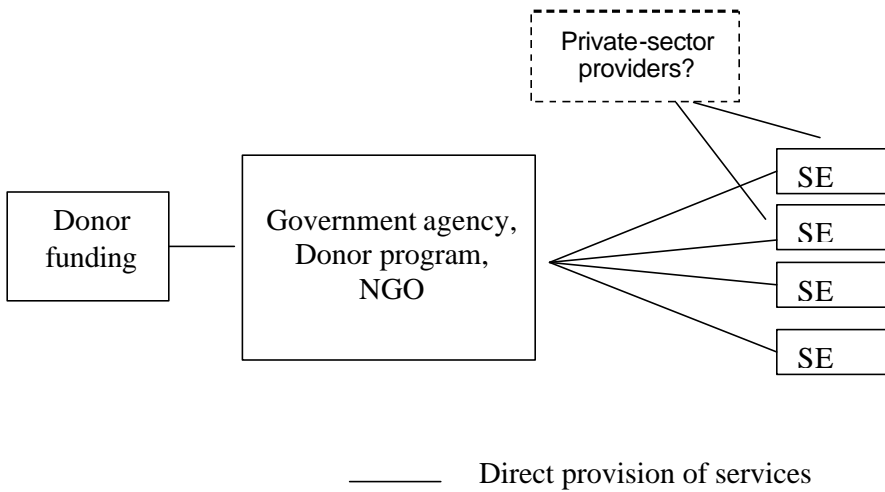 Private-sector
providers?
Donor
funding
Government agency,
Donor program,
NGO
SE
SE
SE
SE
Direct provision of services